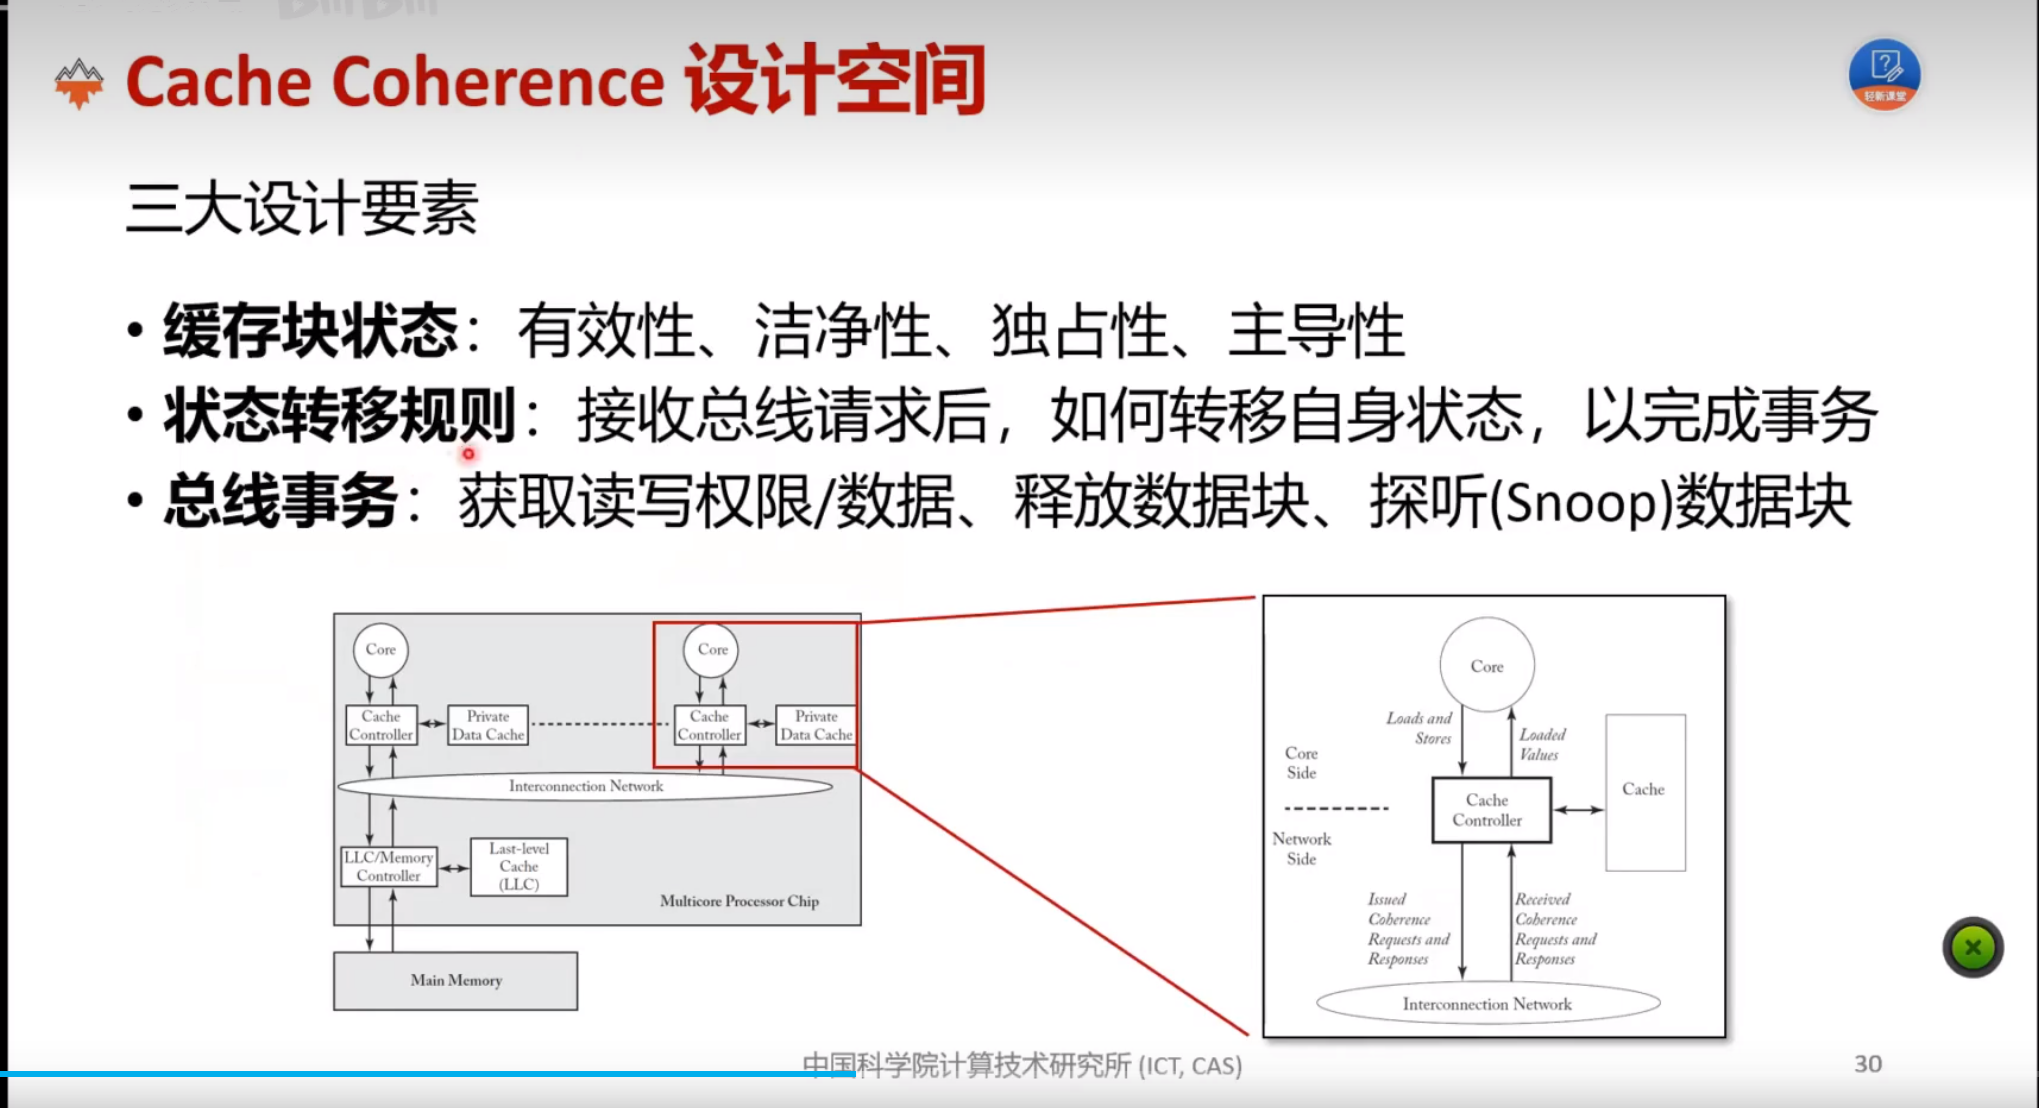 Cache Coherence 设计空间
轻新课堂
三大设计要素
• 缓存块状态：有效性、洁净性、独占性、主导性
• 状态转移规则：接收总线请求后，如何转移自身状态，以完成事务
• 总线事务：获取读写权限/数据、释放数据块、探听(Snoop)数据块
Core
Core
Cache
Controller
Private
Data Cache
Cache
Controller
Private
Data Cache
Interconnection Network
LLC/Memory
Controller
Last-level
Cache
(LLC)
Multicore Processor Chip
Main Memory
Core
Loads and
Stores
Loaded
Values
Core
Side
Cache
Controller
Cache
Network
Side
Issued
Coherence
Requests and
Responses
Received
Coherence
Requests and
Responses
Interconnection Network
中国科学院计算技术研究所 (ICT, CAS)
30